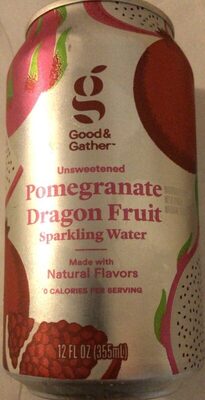 g
Good&
Gather™
Unsweetened
Pomegranate
Dragon Fruit
Sparkling Water
Made with
Natural Flavors
0 CALORIES PER SERVING
12 FL OZ (355mL)